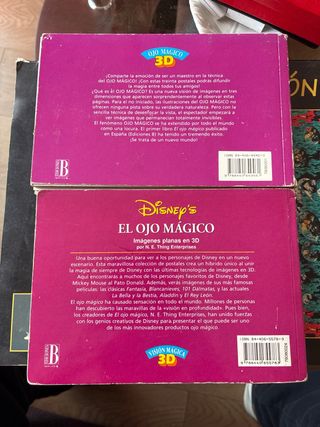 OJO MÁGICO
3D
¡Comparte la emoción de ser un maestro en la técnica
del OJO MÁGICO! ¡Con estas treinta postales podrás difundir
la magia entre todos tus amigos!
¿Qué es él OJO MÁGICO? Es una nueva visión de imágenes en tres
dimensiones que aparecen sorprendentemente al observar estas
páginas. Para el no iniciado, las ilustraciones del OJO MÁGICO no
ofrecen ninguna pista sobre su verdadera naturaleza. Pero con la
sencilla técnica de desenfocar la vista, el espectador empezará a
ver imágenes que permanecían totalmente invisibles.
El fenómeno OJO MÁGICO se ha extendido por todo el mundo
como una locura. El primer libro El ojo mágico publicado
en España (Ediciones B) ha tenido un tremendo éxito.
¡Se trata de un nuevo mundo!
B
ÓN
DISNEY'S
EL OJO MÁGICO
Imágenes planas en 3D
por N. E. Thing Enterprises
Una buena oportunidad para ver a los personajes de Disney en un nuevo
escenario. Esta maravillosa colección de postales crea un híbrido único al unir
la magia de siempre de Disney con las últimas tecnologías de imágenes en 3D.
Aquí encontrarás a muchos de los personajes favoritos de Disney, desde
Mickey Mouse al Pato Donald. Además, verás imágenes de sus más famosas
películas: las clásicas Fantasía, Blancanieves, 101 Dálmatas, y las actuales
La Bella y la Bestia, Aladdin y El Rey León.
El ojo mágico ha causado sensación en todo el mundo. Millones de personas
han descubierto las maravillas de la «visión en profundidad». Pues bien,
los creadores de El ojo mágico, N. E. Thing Enterprises, han unido fuerzas
con los genios creativos de Disney para presentar el que puede ser uno
de los más innovadores productos ojo mágico.
B
ISBN 84-406-5578-9
VISIÓN MÁGICA
3D